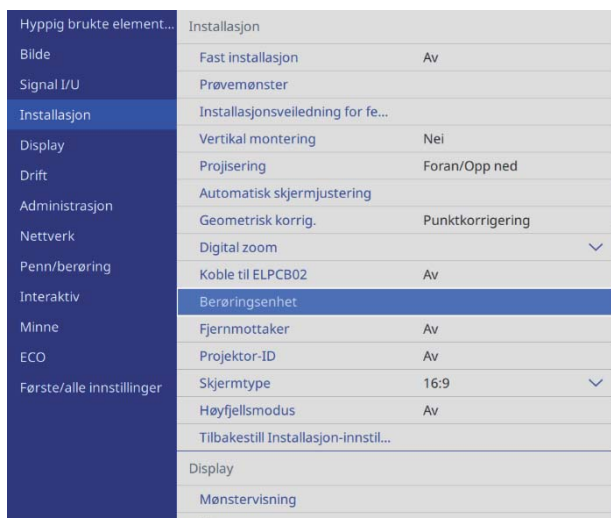 Hyppig brukte element...
Bilde
Signal I/U
Installasjon
Display
Drift
Administrasjon
Nettverk
Penn/berøring
Interaktiv
Minne
ECO
Første/alle innstillinger
Installasjon
Fast installasjon Av
Prøvemønster
Installasjonsveiledning for fe...
Vertikal montering Nei
Projisering Foran/Opp ned
Automatisk skjermjustering
Geometrisk korrig. Punktkorrigering
Digital zoom
Koble til ELPCB02 Av
Berøringsenhet
Fjernmottaker Av
Projektor-ID Av
Skjermtype 16:9
Høyfjellsmodus Av
Tilbakestill Installasjon-innstil...
Display
Mønstervisning